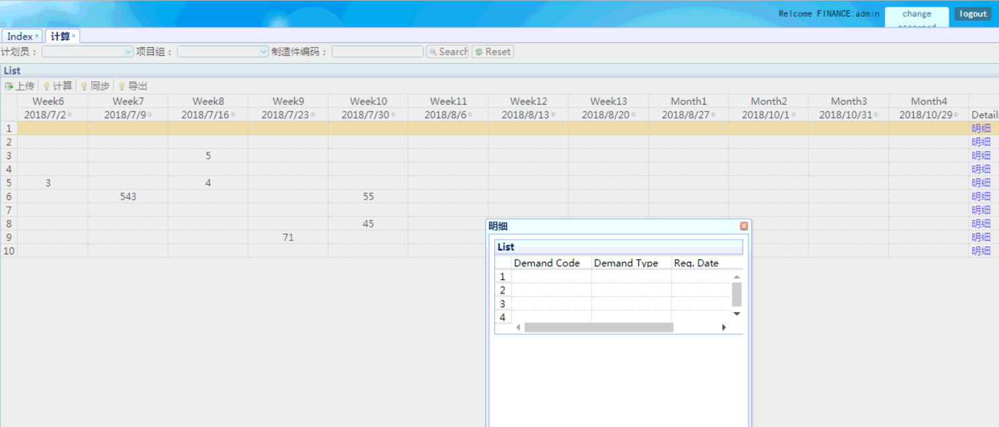 Welcome FINANCE:admin change password logout
Index 计算
计划员： 项目组： 制造件编码： Search Reset
List
上传 计算 同步 导出
Week6 Week7 Week8 Week9 Week10 Week11 Week12 Week13 Month1 Month2 Month3 Month4
2018/7/2 2018/7/9 2018/7/16 2018/7/23 2018/7/30 2018/8/6 2018/8/13 2018/8/20 2018/8/27 2018/10/1 2018/10/31 2018/10/29 Details
1 明细
2 明细
3 5 明细
4 明细
5 3 4 明细
6 543 55 明细
7 明细
8 45 明细
9 71 明细
10 明细
明细
List
Demand Code Demand Type Req. Date
1
2
3
4